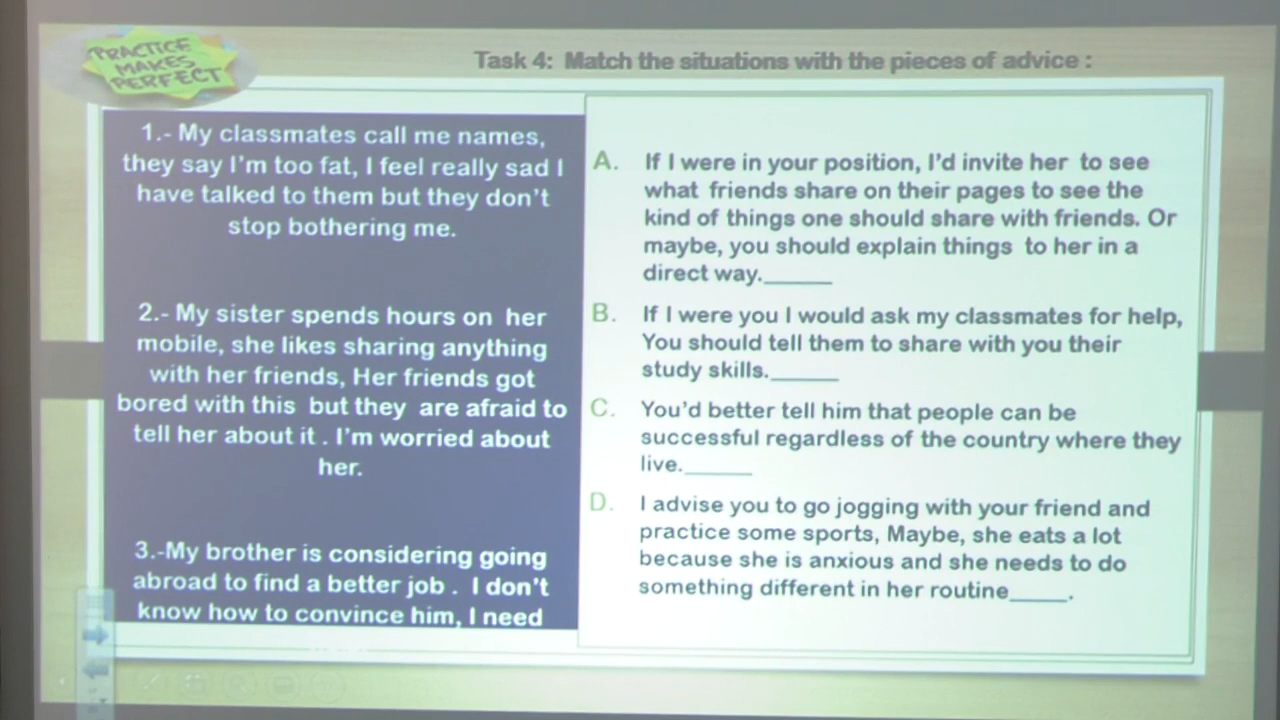 PRACTICE
MAKES
PERFECT
Task 4: Match the situations with the pieces of advice :
1.- My classmates call me names,
they say I'm too fat, I feel really sad I
have talked to them but they don't
stop bothering me.
2.- My sister spends hours on her
mobile, she likes sharing anything
with her friends, Her friends got
bored with this but they are afraid to
tell her about it . I'm worried about
her.
3.-My brother is considering going
abroad to find a better job . I don't
know how to convince him, I need
A. If I were in your position, I'd invite her to see
what friends share on their pages to see the
kind of things one should share with friends. Or
maybe, you should explain things to her in a
direct way.______
B. If I were you I would ask my classmates for help,
You should tell them to share with you their
study skills.______
C. You'd better tell him that people can be
successful regardless of the country where they
live.______
D. I advise you to go jogging with your friend and
practice some sports, Maybe, she eats a lot
because she is anxious and she needs to do
something different in her routine_____.